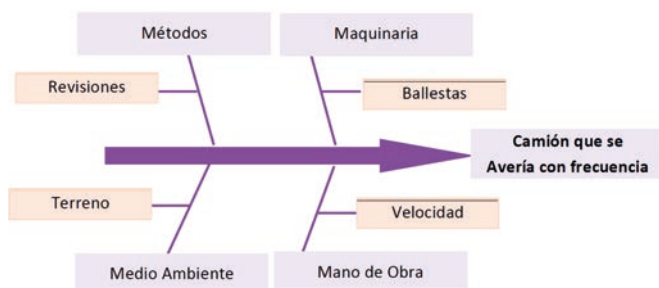 Métodos
Maquinaria
Revisiones
Ballestas
Camión que se
Avería con frecuencia
Terreno
Velocidad
Medio Ambiente
Mano de Obra